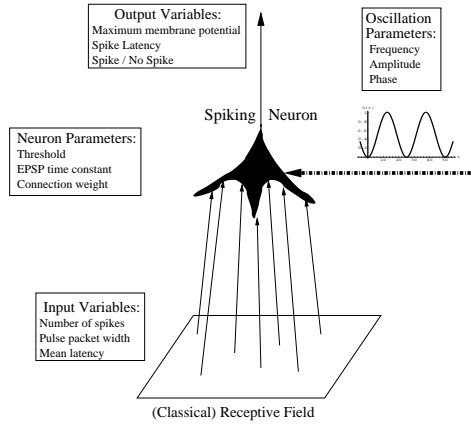 Output Variables:
Maximum membrane potential
Spike Latency
Spike / No Spike
Oscillation
Parameters:
Frequency
Amplitude
Phase
Spiking Neuron
Neuron Parameters:
Threshold
EPSP time constant
Connection weight
Input Variables:
Number of spikes
Pulse packet width
Mean latency
(Classical) Receptive Field